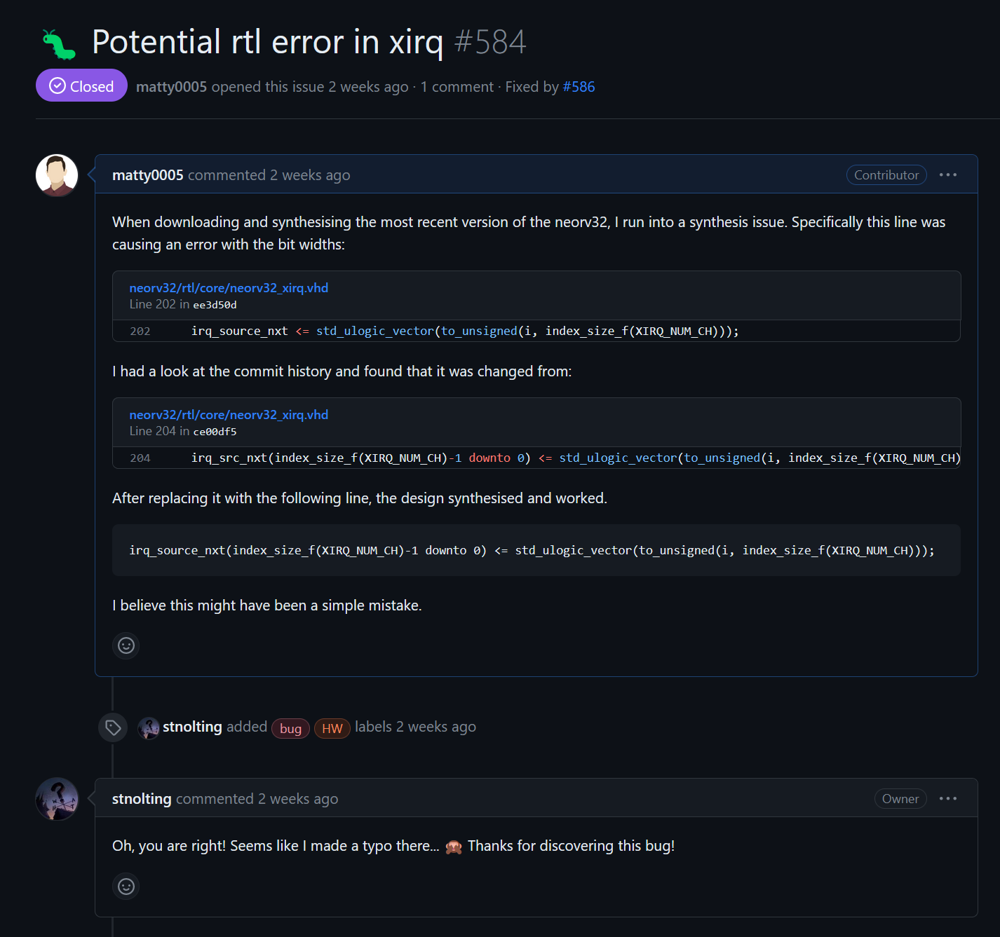 Potential rtl error in xirq #584
Closed matty0005 opened this issue 2 weeks ago · 1 comment · Fixed by #586
matty0005 commented 2 weeks ago Contributor
When downloading and synthesising the most recent version of the neorv32, I run into a synthesis issue. Specifically this line was
causing an error with the bit widths:
neorv32/rtl/core/neorv32_xirq.vhd
Line 202 in ee3d50d
202 irq_source_nxt <= std_ulogic_vector(to_unsigned(i, index_size_f(XIRQ_NUM_CH)));
I had a look at the commit history and found that it was changed from:
neorv32/rtl/core/neorv32_xirq.vhd
Line 204 in ce00df5
204 irq_src_nxt(index_size_f(XIRQ_NUM_CH)-1 downto 0) <= std_ulogic_vector(to_unsigned(i, index_size_f(XIRQ_NUM_CH)
After replacing it with the following line, the design synthesised and worked.
irq_source_nxt(index_size_f(XIRQ_NUM_CH)-1 downto 0) <= std_ulogic_vector(to_unsigned(i, index_size_f(XIRQ_NUM_CH)));
I believe this might have been a simple mistake.
stnolting added bug HW labels 2 weeks ago
stnolting commented 2 weeks ago Owner
Oh, you are right! Seems like I made a typo there... 🙈 Thanks for discovering this bug!